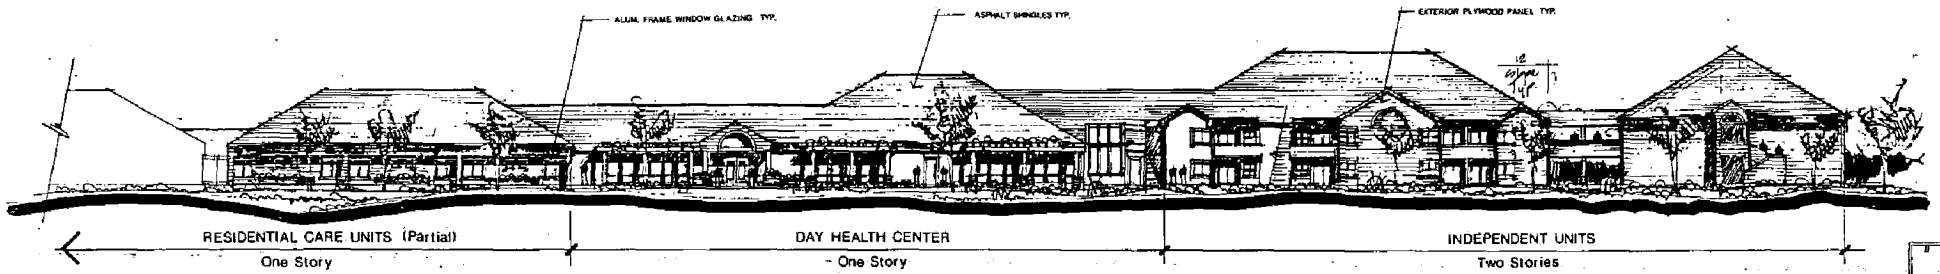 ALUM. FRAME WINDOW GLAZING TYP.
ASPHALT SHINGLES TYP.
EXTERIOR PLYWOOD PANEL TYP.
12
RESIDENTIAL CARE UNITS (Partial)
One Story
DAY HEALTH CENTER
One Story
INDEPENDENT UNITS
Two Stories